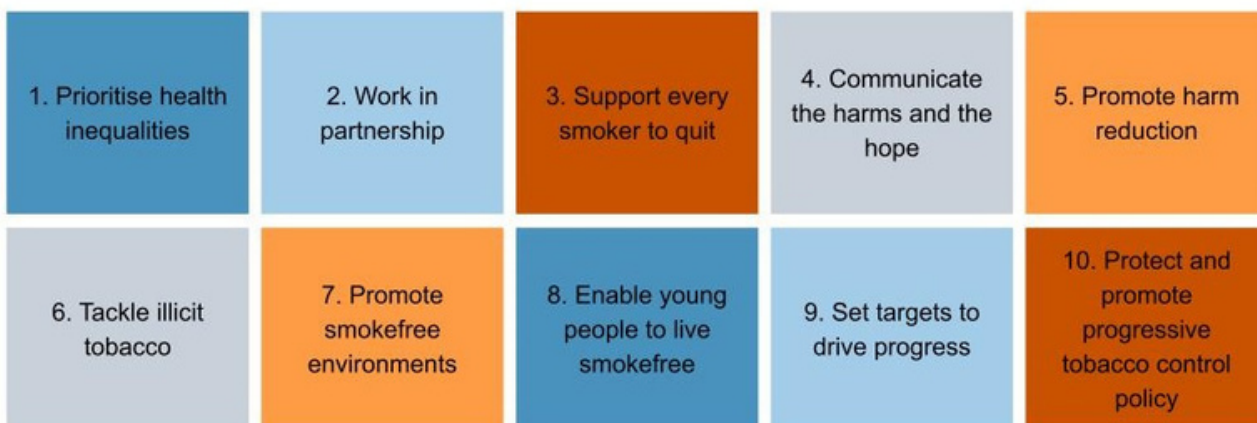 1. Prioritise health
inequalities
2. Work in
partnership
3. Support every
smoker to quit
4. Communicate
the harms and the
hope
5. Promote harm
reduction
6. Tackle illicit
tobacco
7. Promote
smokefree
environments
8. Enable young
people to live
smokefree
9. Set targets to
drive progress
10. Protect and
promote
progressive
tobacco control
policy